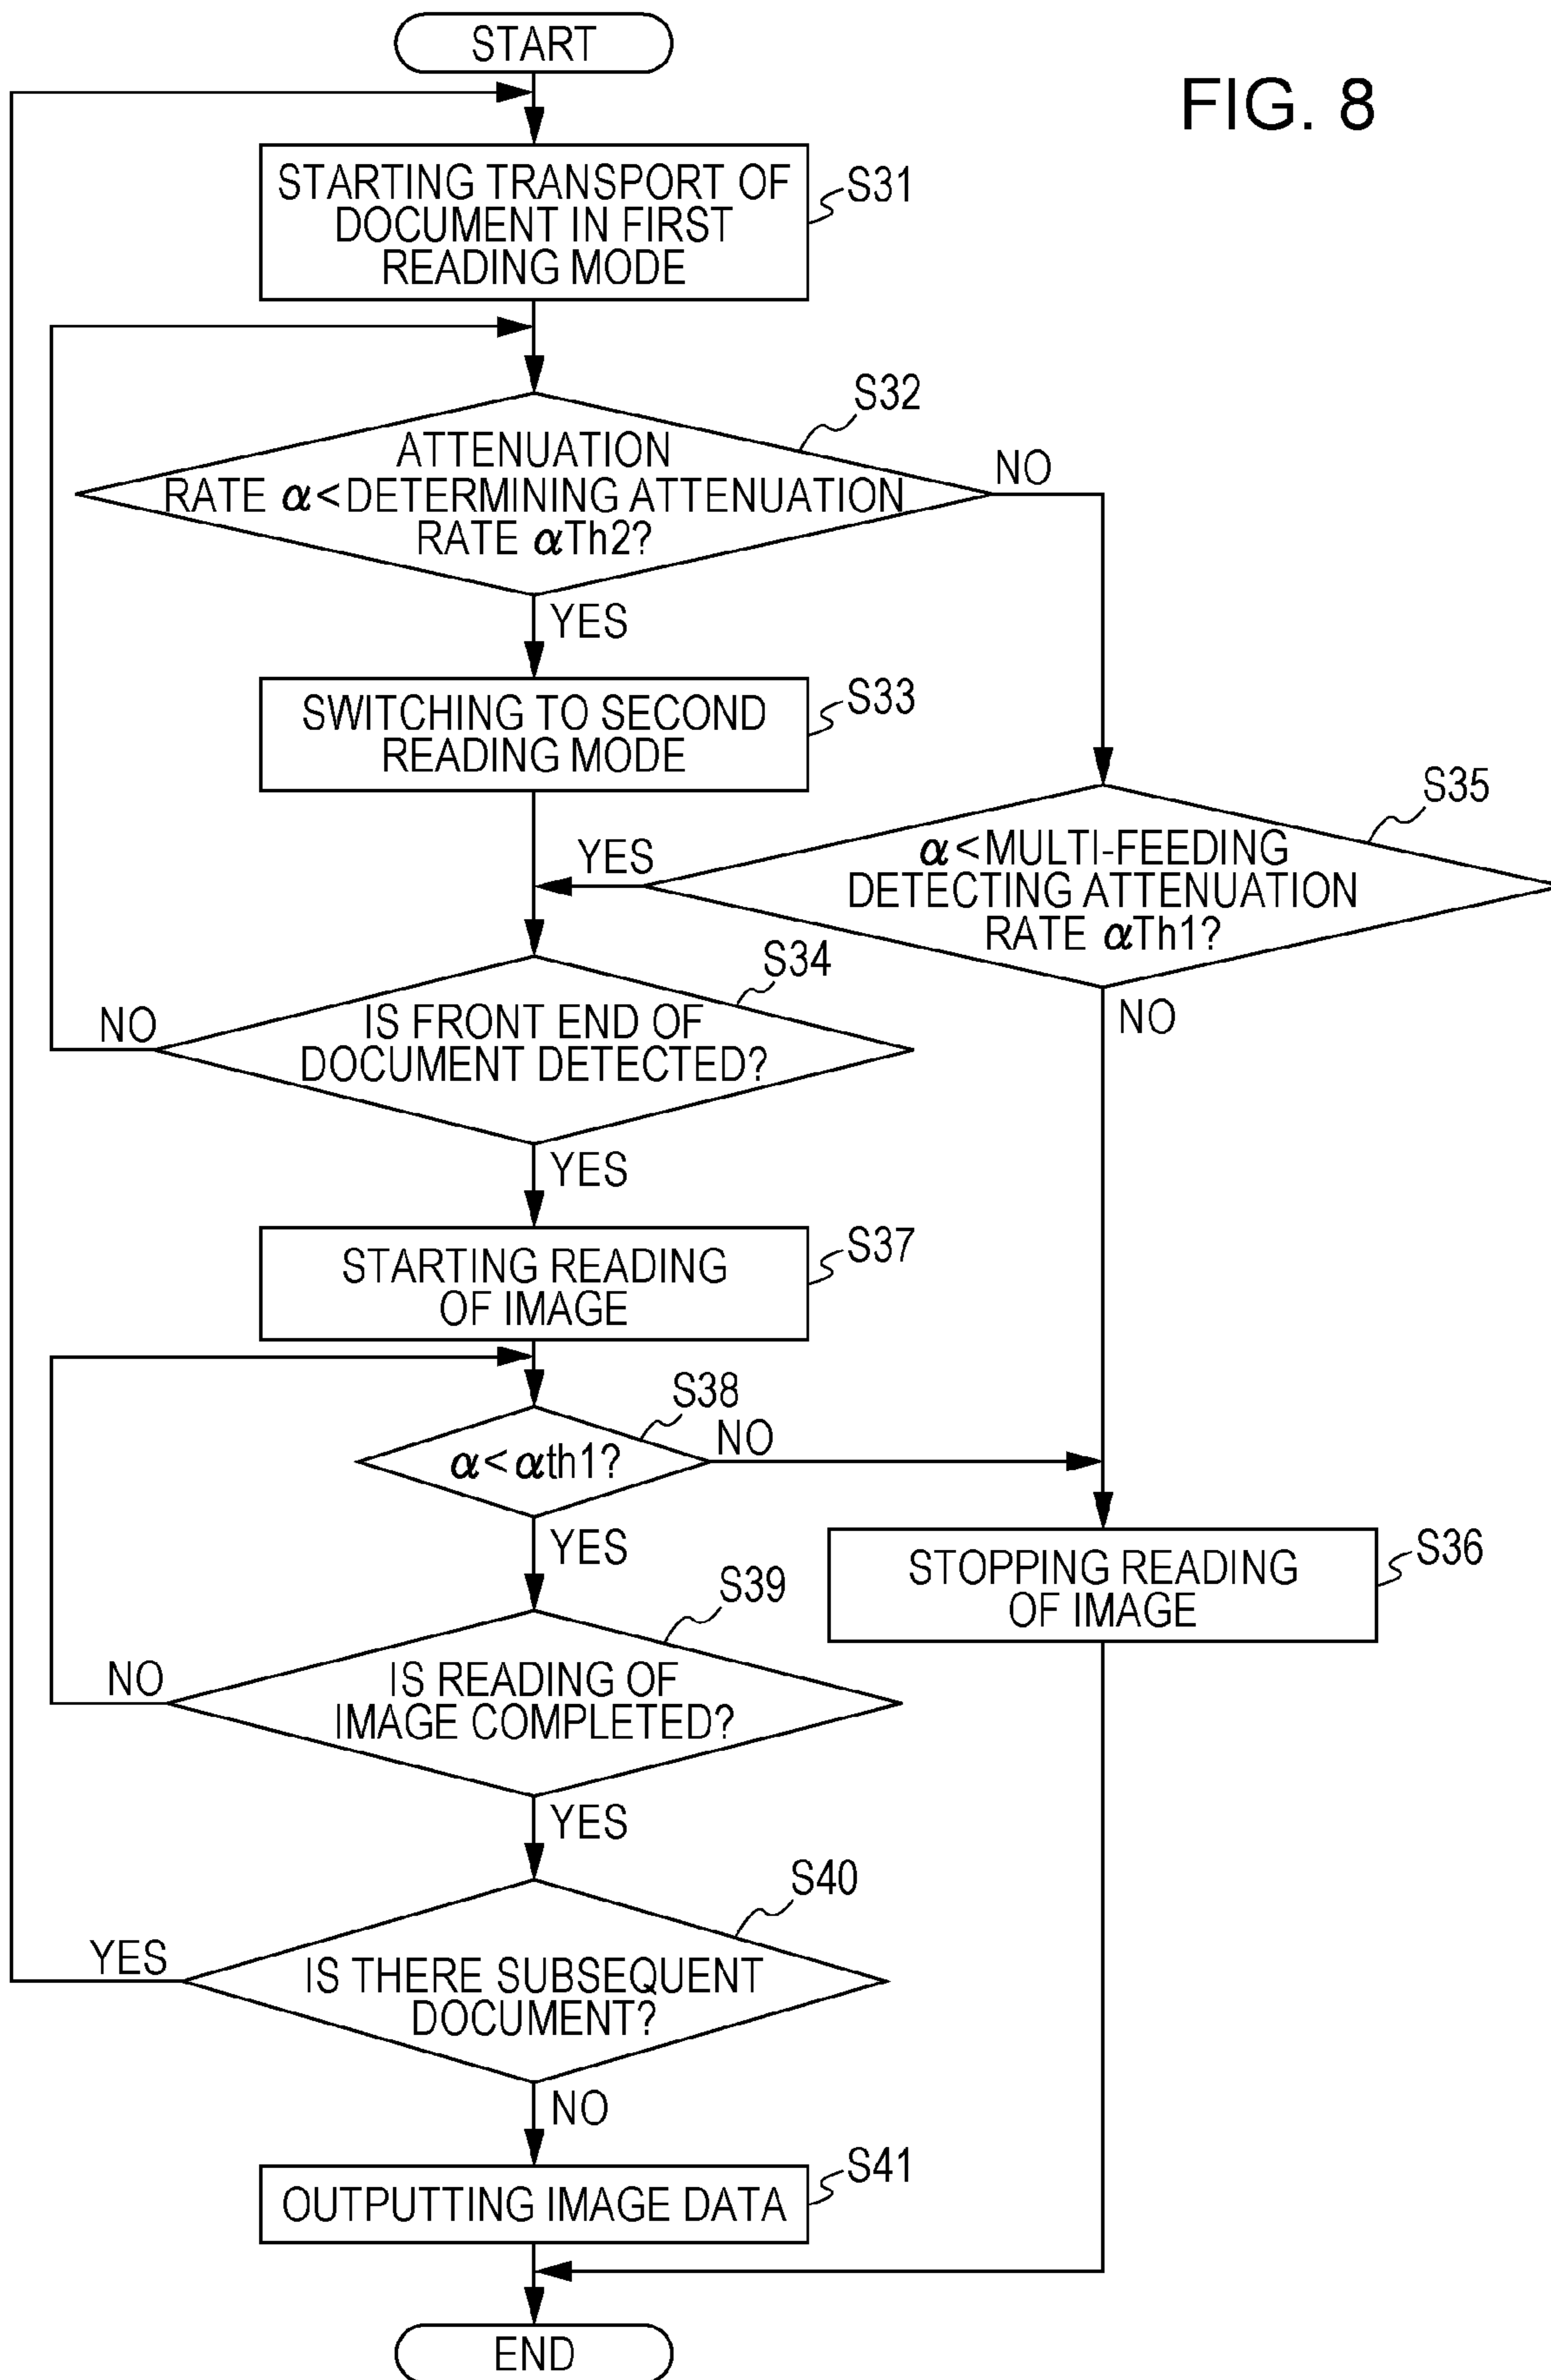 START
FIG. 8
STARTING TRANSPORT OF
DOCUMENT IN FIRST
READING MODE
S31
S32
ATTENUATION
RATE α<DETERMINING ATTENUATION
RATE αTh2?
NO
YES
SWITCHING TO SECOND
READING MODE
S33
S35
α<MULTI-FEEDING
DETECTING ATTENUATION
RATE αTh1?
YES
NO
S34
IS FRONT END OF
DOCUMENT DETECTED?
NO
YES
STARTING READING
OF IMAGE
S37
S38
α<αth1?
NO
YES
STOPPING READING
OF IMAGE
S36
S39
IS READING OF
IMAGE COMPLETED?
NO
YES
S40
IS THERE SUBSEQUENT
DOCUMENT?
YES
NO
OUTPUTTING IMAGE DATA
S41
END